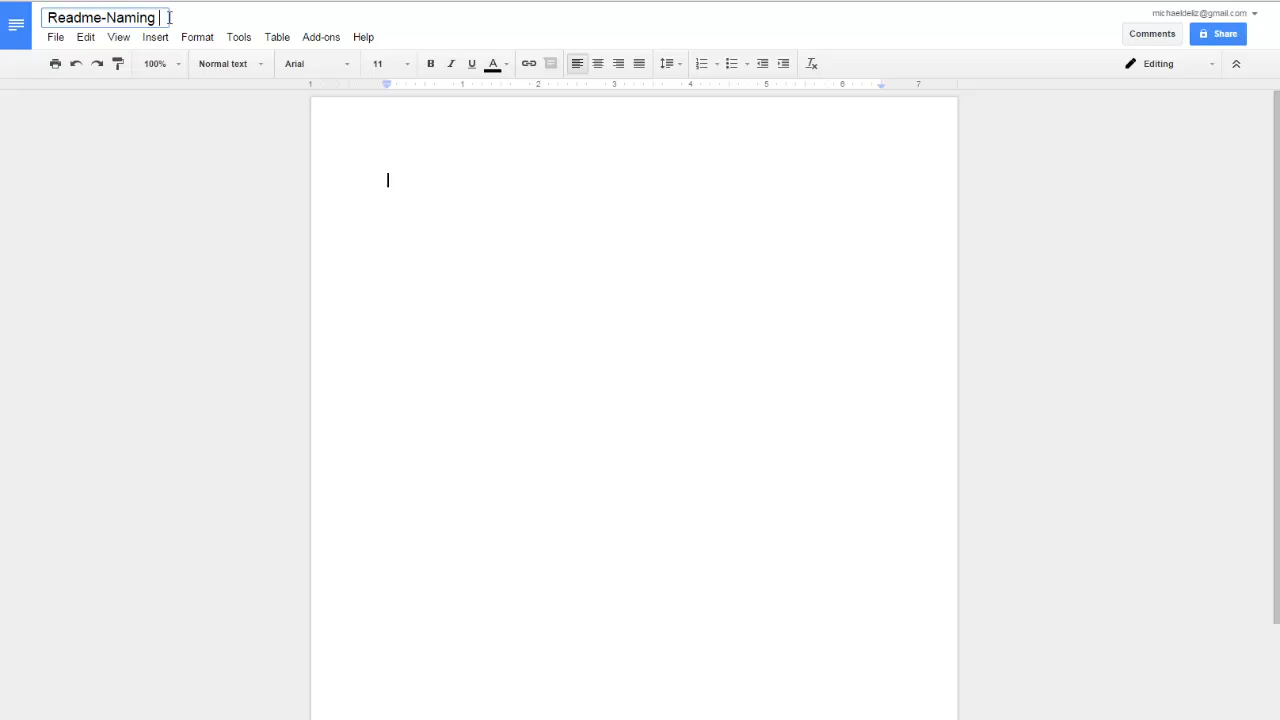 Readme-Naming
michaeldeliz@gmail.com
File Edit View Insert Format Tools Table Add-ons Help
Comments Share
100% Normal text Arial 11 B I U A Editing
1 1 2 3 4 5 6 7